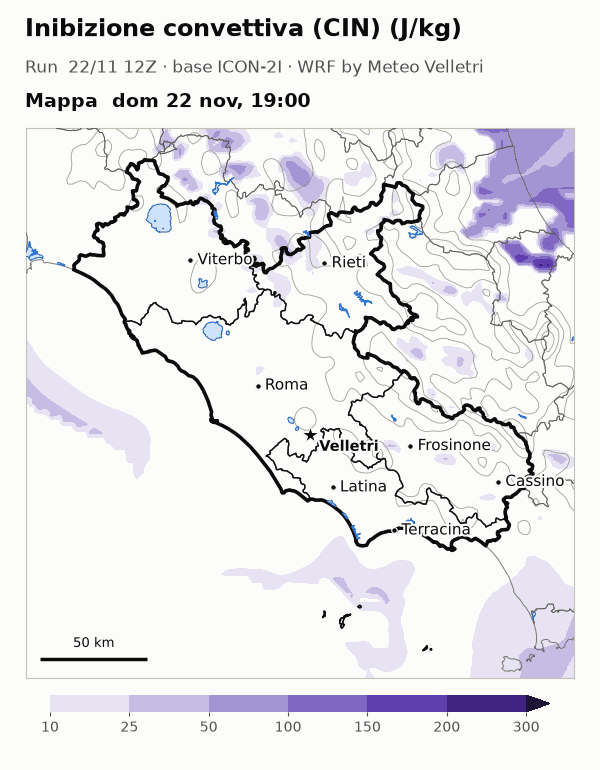 Inibizione convettiva (CIN) (J/kg)
Run  22/11 12Z · base ICON-2I · WRF by Meteo Velletri
Mappa  dom 22 nov, 19:00
Viterbo
Rieti
Roma
Velletri
Frosinone
Cassino
Latina
Terracina
50 km
10 25 50 100 150 200 300